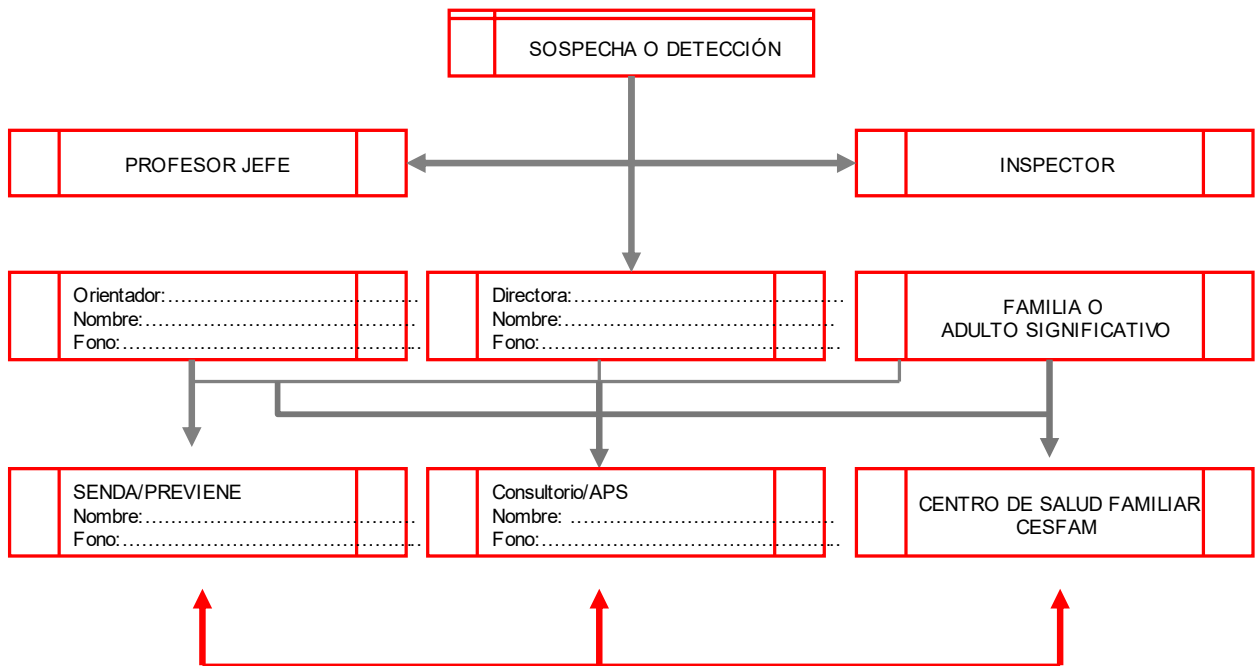 SOSPECHA O DETECCIÓN
PROFESOR JEFE
INSPECTOR
Orientador:……………………………………
Nombre:………………………………………
Fono:…………………………………………..
Directora:………………………………………
Nombre:………………………………………
Fono:…………………………………………..
FAMILIA O
ADULTO SIGNIFICATIVO
SENDA/PREVIENE
Nombre:………………………………………
Fono:…………………………………………..
Consultorio/APS
Nombre: ……………………………………
Fono:…………………………………………..
CENTRO DE SALUD FAMILIAR
CESFAM